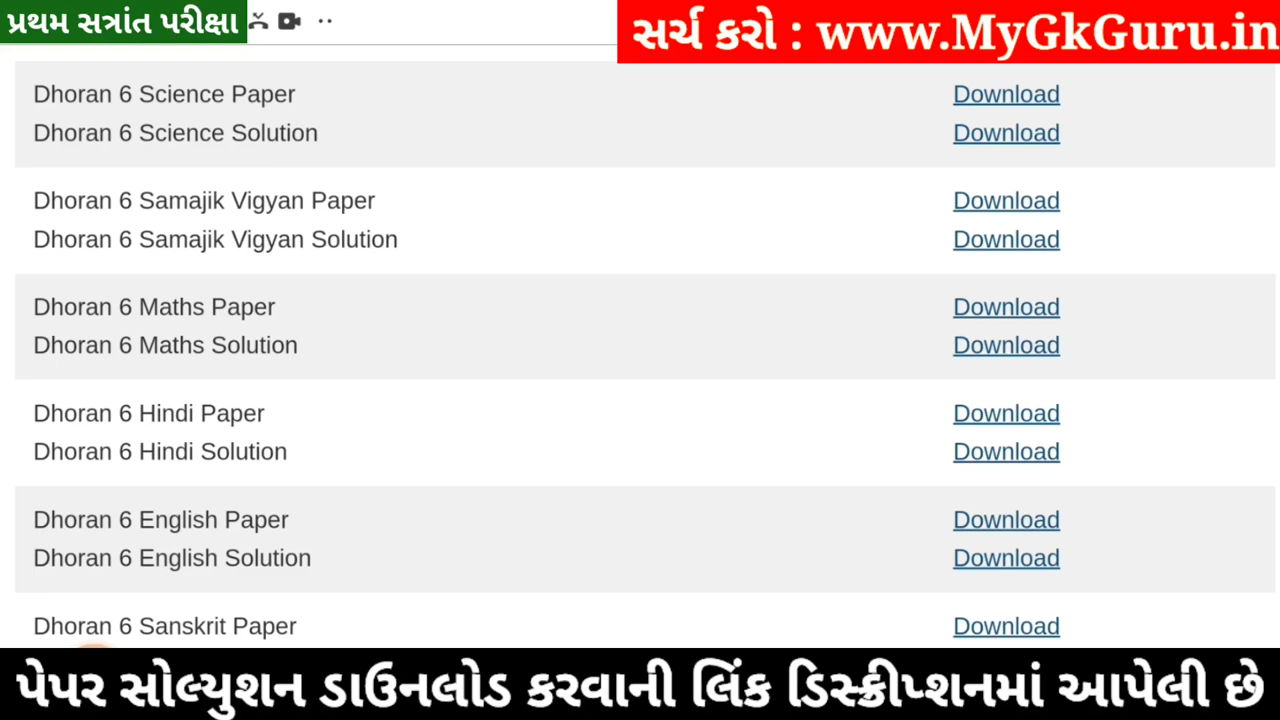 પ્રથમ સત્રાંત પરીક્ષા
સર્ચ કરો : www.MyGkGuru.in
Dhoran 6 Science Paper Download
Dhoran 6 Science Solution Download
Dhoran 6 Samajik Vigyan Paper Download
Dhoran 6 Samajik Vigyan Solution Download
Dhoran 6 Maths Paper Download
Dhoran 6 Maths Solution Download
Dhoran 6 Hindi Paper Download
Dhoran 6 Hindi Solution Download
Dhoran 6 English Paper Download
Dhoran 6 English Solution Download
Dhoran 6 Sanskrit Paper Download
પેપર સોલ્યુશન ડાઉનલોડ કરવાની લિંક ડિસ્ક્રીપ્શનમાં આપેલી છે